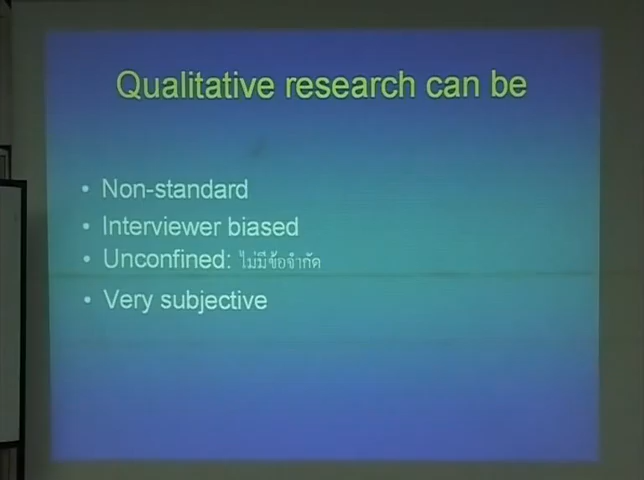 Qualitative research can be
• Non-standard
• Interviewer biased
• Unconfined: ไม่มีข้อจำกัด
• Very subjective